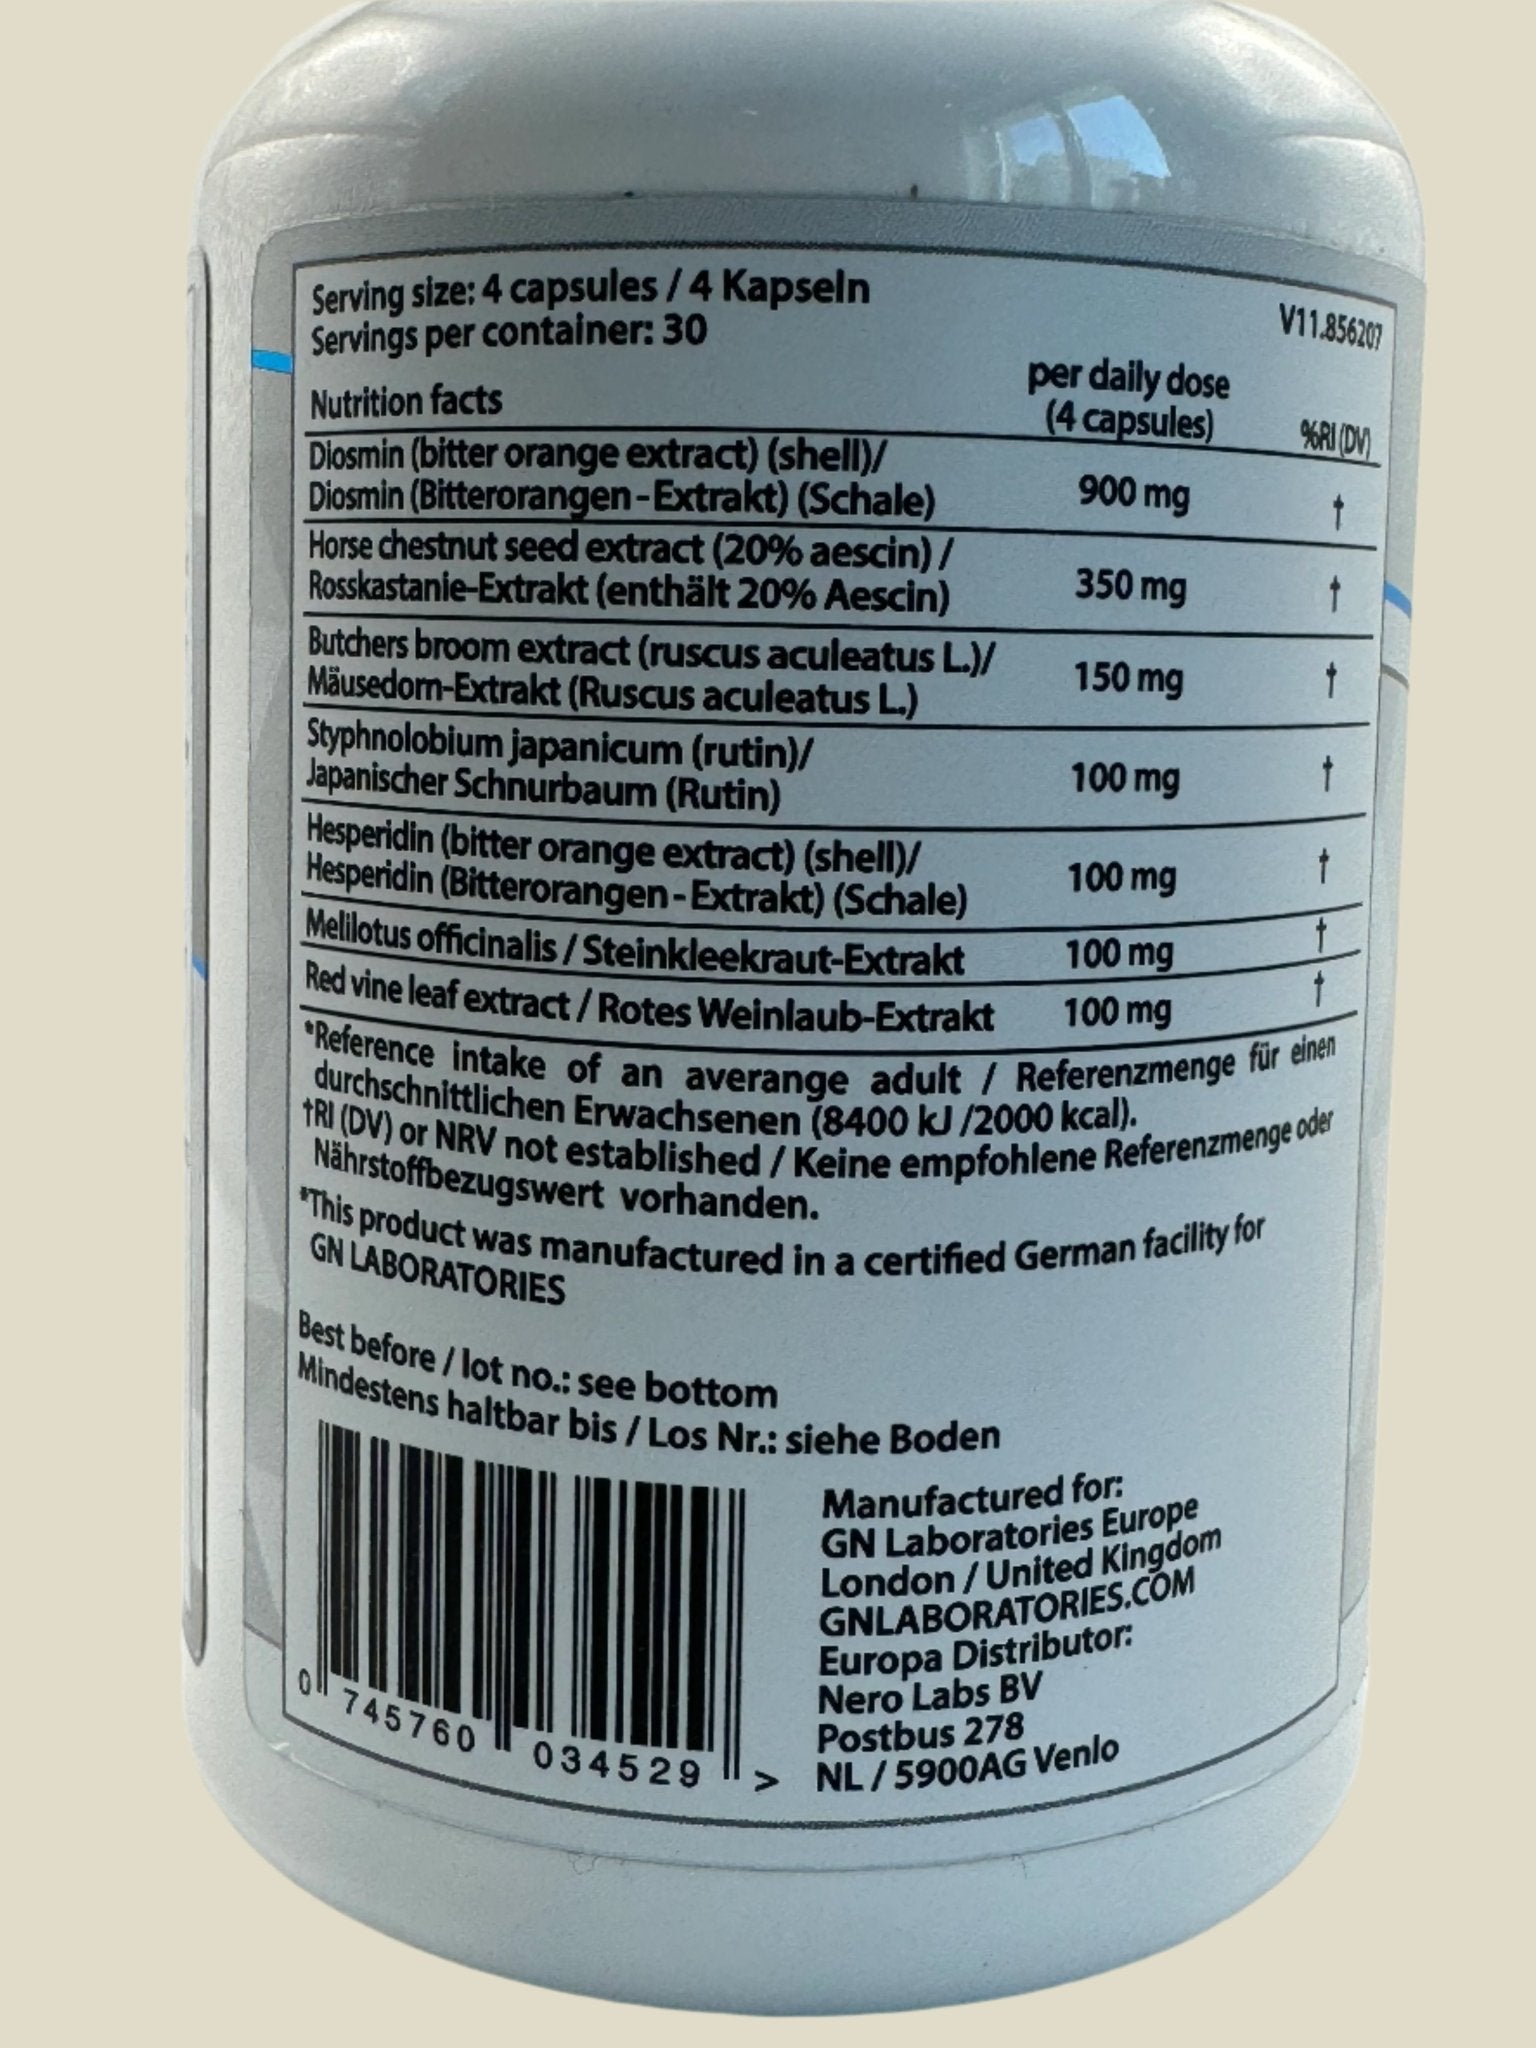 Serving size: 4 capsules / 4 Kapseln
Servings per container: 30
V11.856207
Nutrition facts
per daily dose
(4 capsules)
%RI (DV)
Diosmin (bitter orange extract) (shell)/
Diosmin (Bitterorangen-Extrakt) (Schale)
900 mg
†
Horse chestnut seed extract (20% aescin) /
Rosskastanie-Extrakt (enthält 20% Aescin)
350 mg
†
Butchers broom extract (ruscus aculeatus L.)/
Mäusedorn-Extrakt (Ruscus aculeatus L.)
150 mg
†
Styphnolobium japanicum (rutin)/
Japanischer Schnurbaum (Rutin)
100 mg
†
Hesperidin (bitter orange extract) (shell)/
Hesperidin (Bitterorangen-Extrakt) (Schale)
100 mg
†
Melilotus officinalis / Steinkleekraut-Extrakt
100 mg
†
Red vine leaf extract / Rotes Weinlaub-Extrakt
100 mg
†
*Reference intake of an averange adult / Referenzmenge für einen
durchschnittlichen Erwachsenen (8400 kJ /2000 kcal).
†RI (DV) or NRV not established / Keine empfohlene Referenzmenge oder
Nährstoffbezugswert vorhanden.
*This product was manufactured in a certified German facility for
GN LABORATORIES
Best before / lot no.: see bottom
Mindestens haltbar bis / Los Nr.: siehe Boden
0 745760 034529 >
Manufactured for:
GN Laboratories Europe
London / United Kingdom
GNLABORATORIES.COM
Europa Distributor:
Nero Labs BV
Postbus 278
NL / 5900AG Venlo